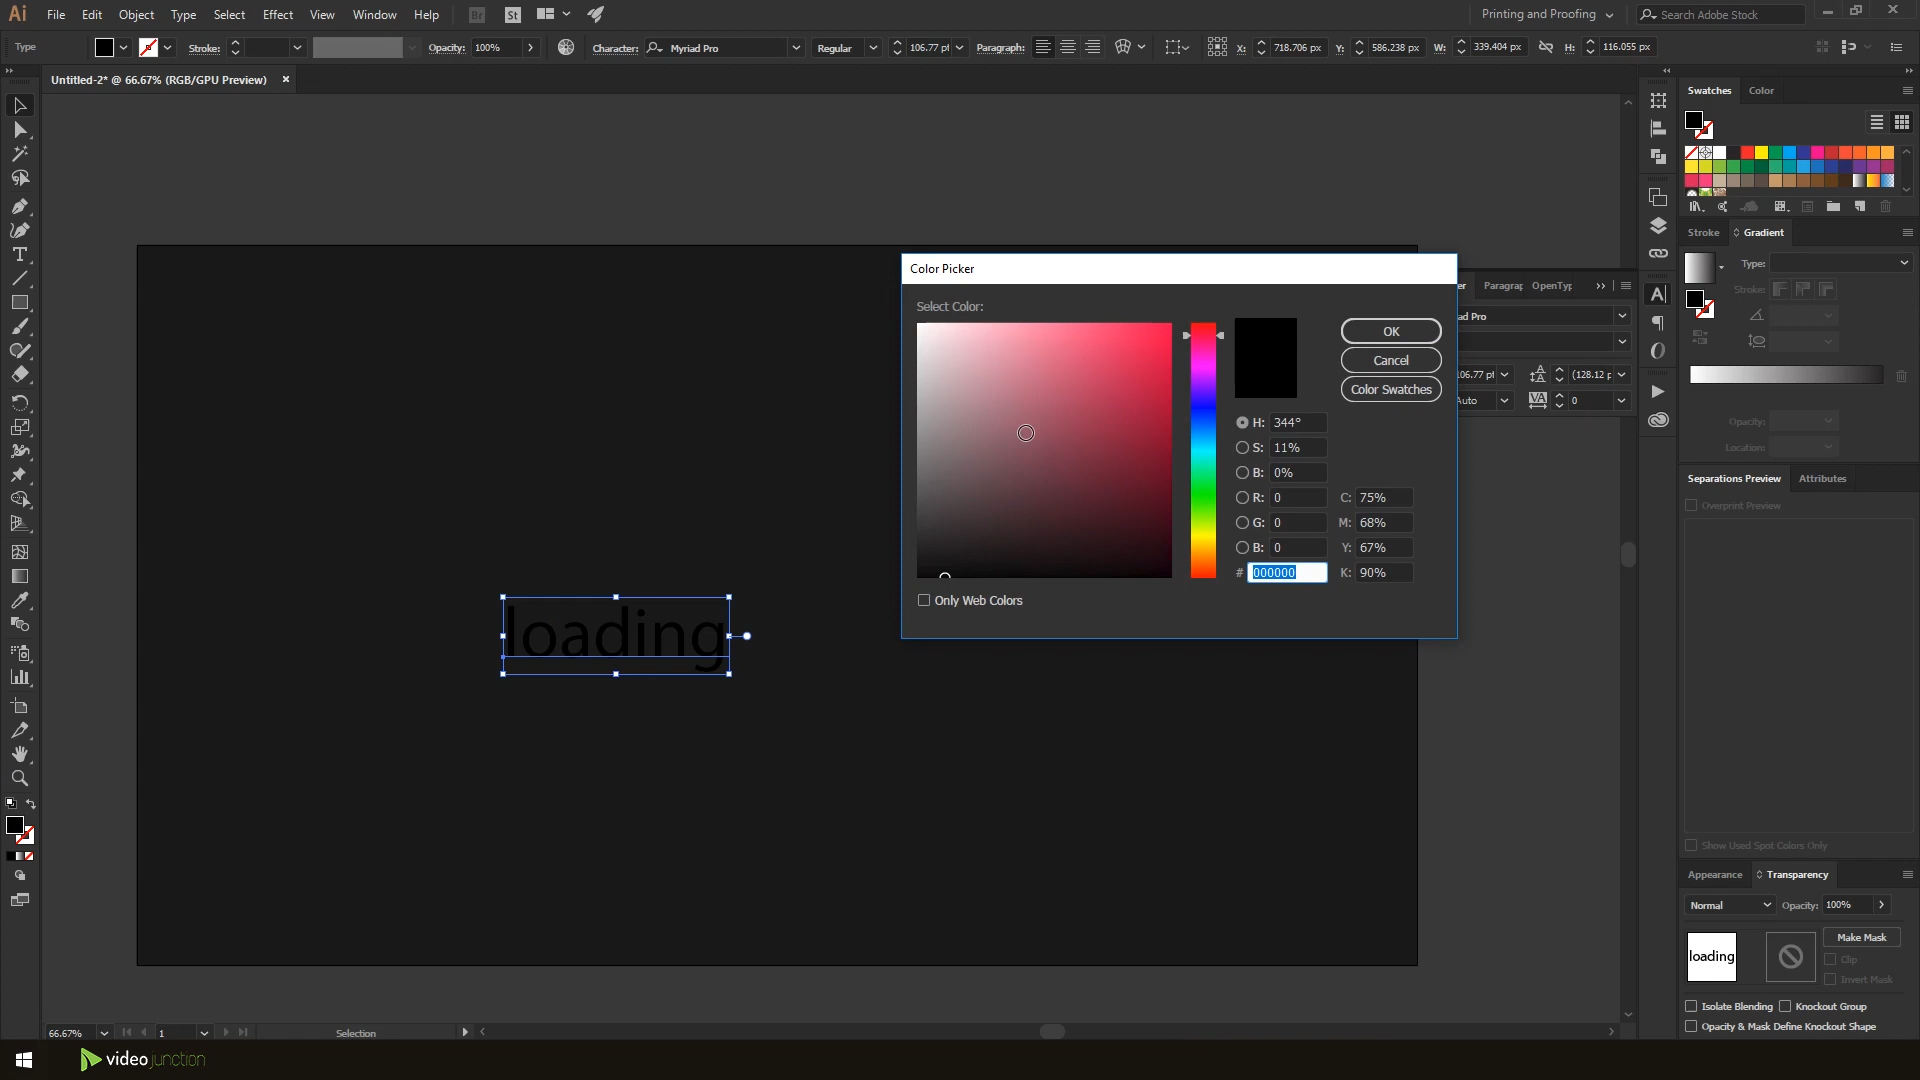 Ai File Edit Object Type Select Effect View Window Help Br St Printing and Proofing Search Adobe Stock
Type Stroke: Opacity: 100% Character: Myriad Pro Regular 106.77 pt Paragraph: X: 718.706 px Y: 586.238 px W: 339.404 px H: 116.055 px
Untitled-2* @ 66.67% (RGB/GPU Preview)
Swatches Color
Stroke Gradient
Type:
Stroke:
Opacity:
Location:
er Paragrap OpenTyp
ad Pro
106.77 pt (128.12 p
Auto 0
Color Picker
Select Color:
OK
Cancel
Color Swatches
H: 344°
S: 11%
B: 0%
R: 0 C: 75%
G: 0 M: 68%
B: 0 Y: 67%
# 000000 K: 90%
Only Web Colors
loading
Separations Preview Attributes
Overprint Preview
Show Used Spot Colors Only
Appearance Transparency
Normal Opacity: 100%
loading
Make Mask
Clip
Invert Mask
Isolate Blending Knockout Group
Opacity & Mask Define Knockout Shape
66.67% 1 Selection
video junction